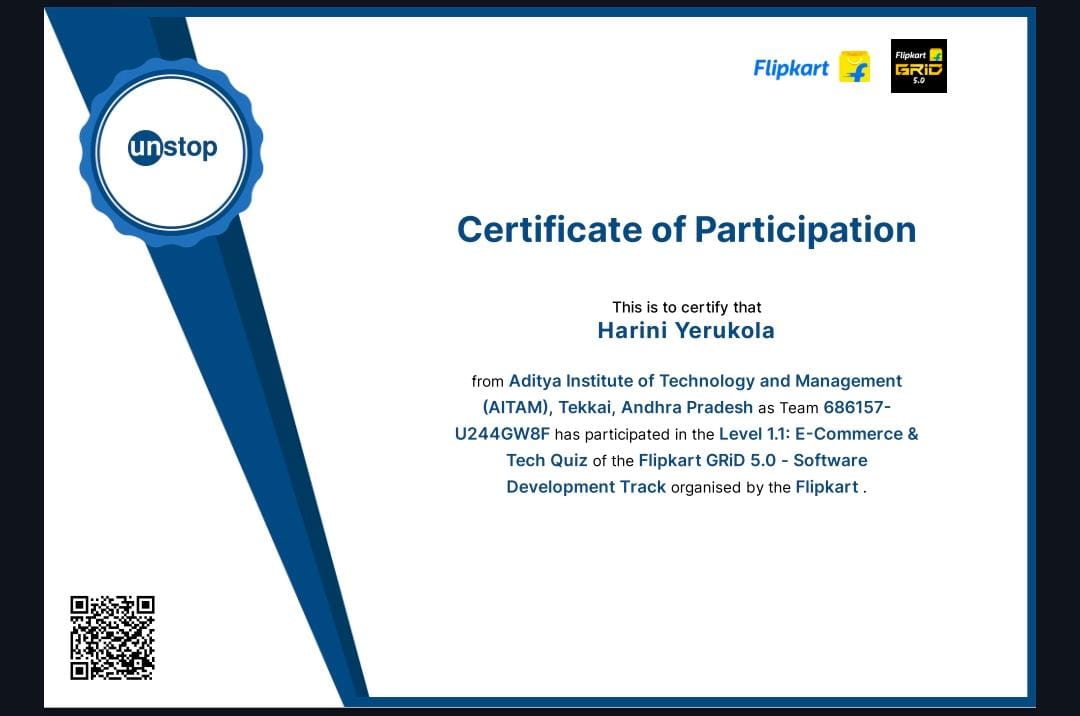 Flipkart
Flipkart
GRiD
5.0
unstop
Certificate of Participation
This is to certify that
Harini Yerukola
from Aditya Institute of Technology and Management
(AITAM), Tekkai, Andhra Pradesh as Team 686157-
U244GW8F has participated in the Level 1.1: E-Commerce &
Tech Quiz of the Flipkart GRiD 5.0 - Software
Development Track organised by the Flipkart .